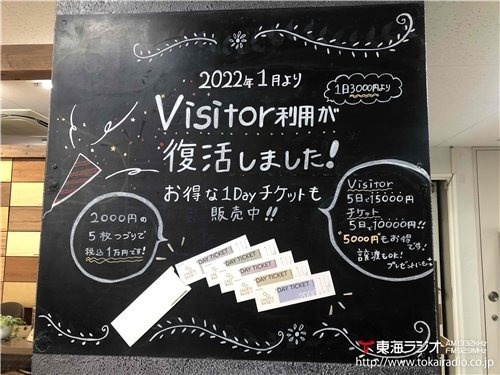 2022年1月より
1日3000円より
Visitor利用が
復活しました!
お得な1Dayチケットも
販売中!!
2000円の
5枚つづりで
税込1万円です!
Visitor
5日で15000円
チケット
5日で10000円!!
"5000円"もお得
です!
譲渡もok!
プレゼントにも
DAY TICKET
DAY TICKET
DAY TICKET
DAY TICKET
DAY TICKET
東海ラジオ AM1332kHz
FM92.9MHz
http://www.tokairadio.co.jp